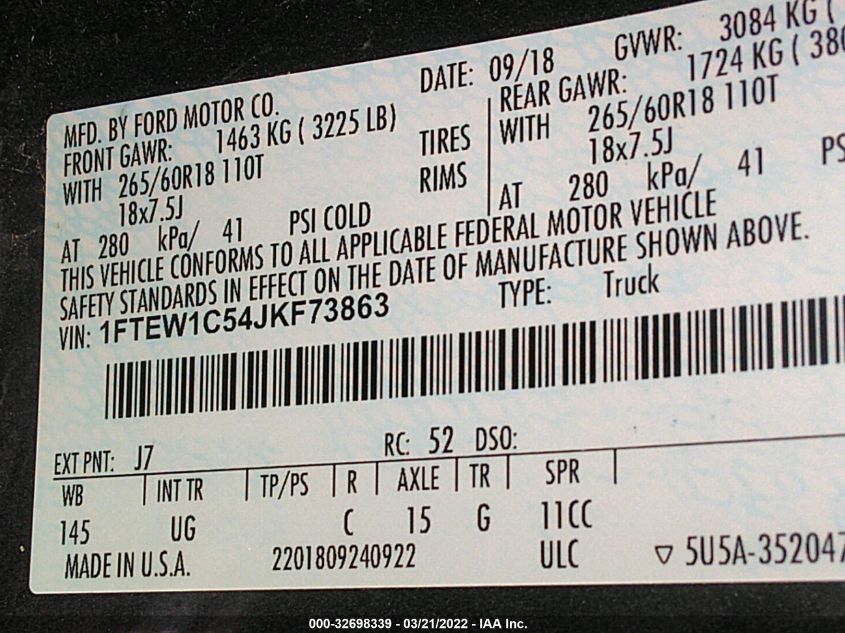 MFD. BY FORD MOTOR CO.
DATE: 09/18
GVWR: 3084 KG (
FRONT GAWR: 1463 KG ( 3225 LB)
REAR GAWR: 1724 KG ( 380
WITH 265/60R18 110T
TIRES
WITH 265/60R18 110T
18x7.5J
RIMS
18x7.5J
AT 280 kPa/ 41 PSI COLD
AT 280 kPa/ 41 PS
THIS VEHICLE CONFORMS TO ALL APPLICABLE FEDERAL MOTOR VEHICLE
SAFETY STANDARDS IN EFFECT ON THE DATE OF MANUFACTURE SHOWN ABOVE.
VIN: 1FTEW1C54JKF73863
TYPE: Truck
EXT PNT: J7
RC: 52 DSO:
WB INT TR TP/PS R AXLE TR SPR
145 UG C 15 G 11CC
MADE IN U.S.A. 2201809240922 ULC ▽ 5U5A-352047
000-32698339 — 03/21/2022 — IAA Inc.